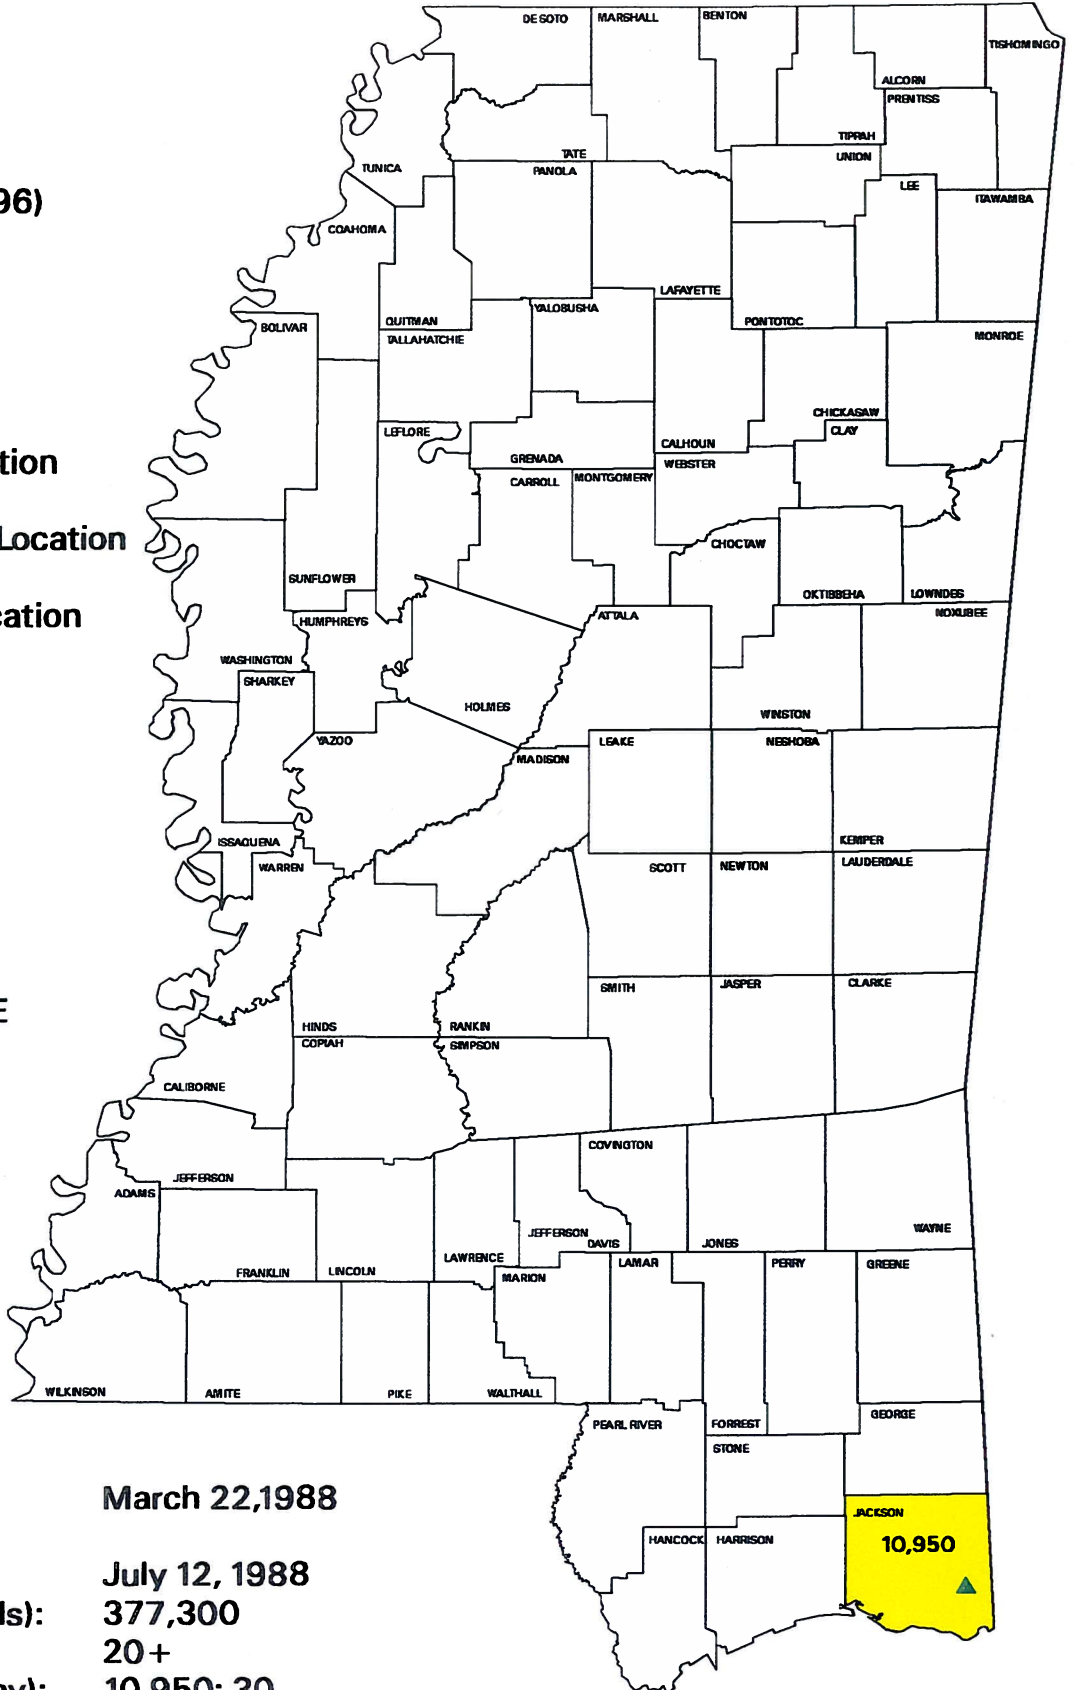 DE SOTO
MARSHALL
BENTON
TISHOMINGO
ALCORN
PRENTISS
TIPPAH
TATE
UNION
TUNICA
PANOLA
LEE
96)
ITAWAMBA
COAHOMA
LAFAYETTE
YALOBUSHA
QUITMAN
PONTOTOC
BOLIVAR
TALLAHATCHIE
MONROE
CHICKASAW
LEFLORE
CLAY
CALHOUN
GRENADA
WEBSTER
tion
CARROLL
MONTGOMERY
Location
CHOCTAW
SUNFLOWER
OKTIBBEHA
LOWNDES
cation
HUMPHREYS
ATTALA
NOXUBEE
WASHINGTON
SHARKEY
HOLMES
WINSTON
YAZOO
LEAKE
NESHOBA
MADISON
ISSAQUENA
KEMPER
WARREN
SCOTT
NEWTON
LAUDERDALE
SMITH
JASPER
CLARKE
E
HINDS
RANKIN
COPIAH
SIMPSON
CALIBORNE
COVINGTON
JEFFERSON
ADAMS
JEFFERSON
DAVIS
JONES
WAYNE
LAWRENCE
FRANKLIN
LINCOLN
MARION
LAMAR
PERRY
GREENE
WILKINSON
AMITE
PIKE
WALTHALL
GEORGE
PEARL RIVER
FORREST
STONE
March 22,1988
JACKSON
HANCOCK
HARRISON
10,950
July 12, 1988
ls): 377,300
20+
ay): 10,950; 30